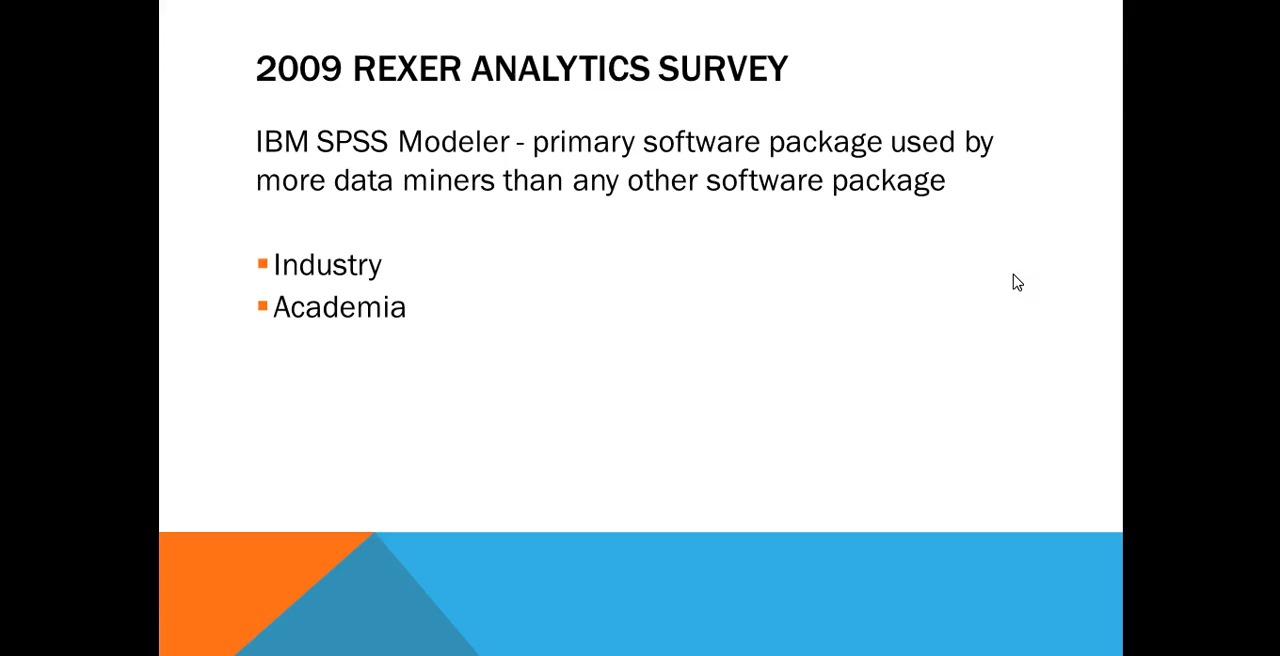 2009 REXER ANALYTICS SURVEY
IBM SPSS Modeler - primary software package used by
more data miners than any other software package
Industry
Academia